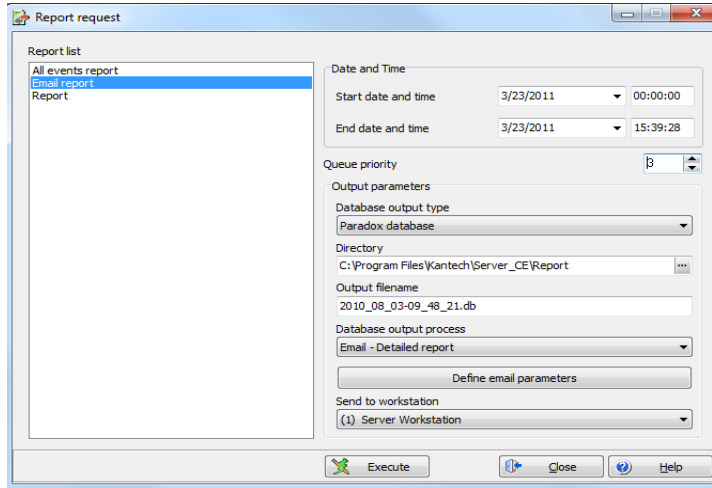 Report request
Report list
All events report
Email report
Report
Date and Time
Start date and time 3/23/2011 00:00:00
End date and time 3/23/2011 15:39:28
Queue priority 3
Output parameters
Database output type
Paradox database
Directory
C:\Program Files\Kantech\Server_CE\Report ...
Output filename
2010_08_03-09_48_21.db
Database output process
Email - Detailed report
Define email parameters
Send to workstation
(1) Server Workstation
Execute Close Help